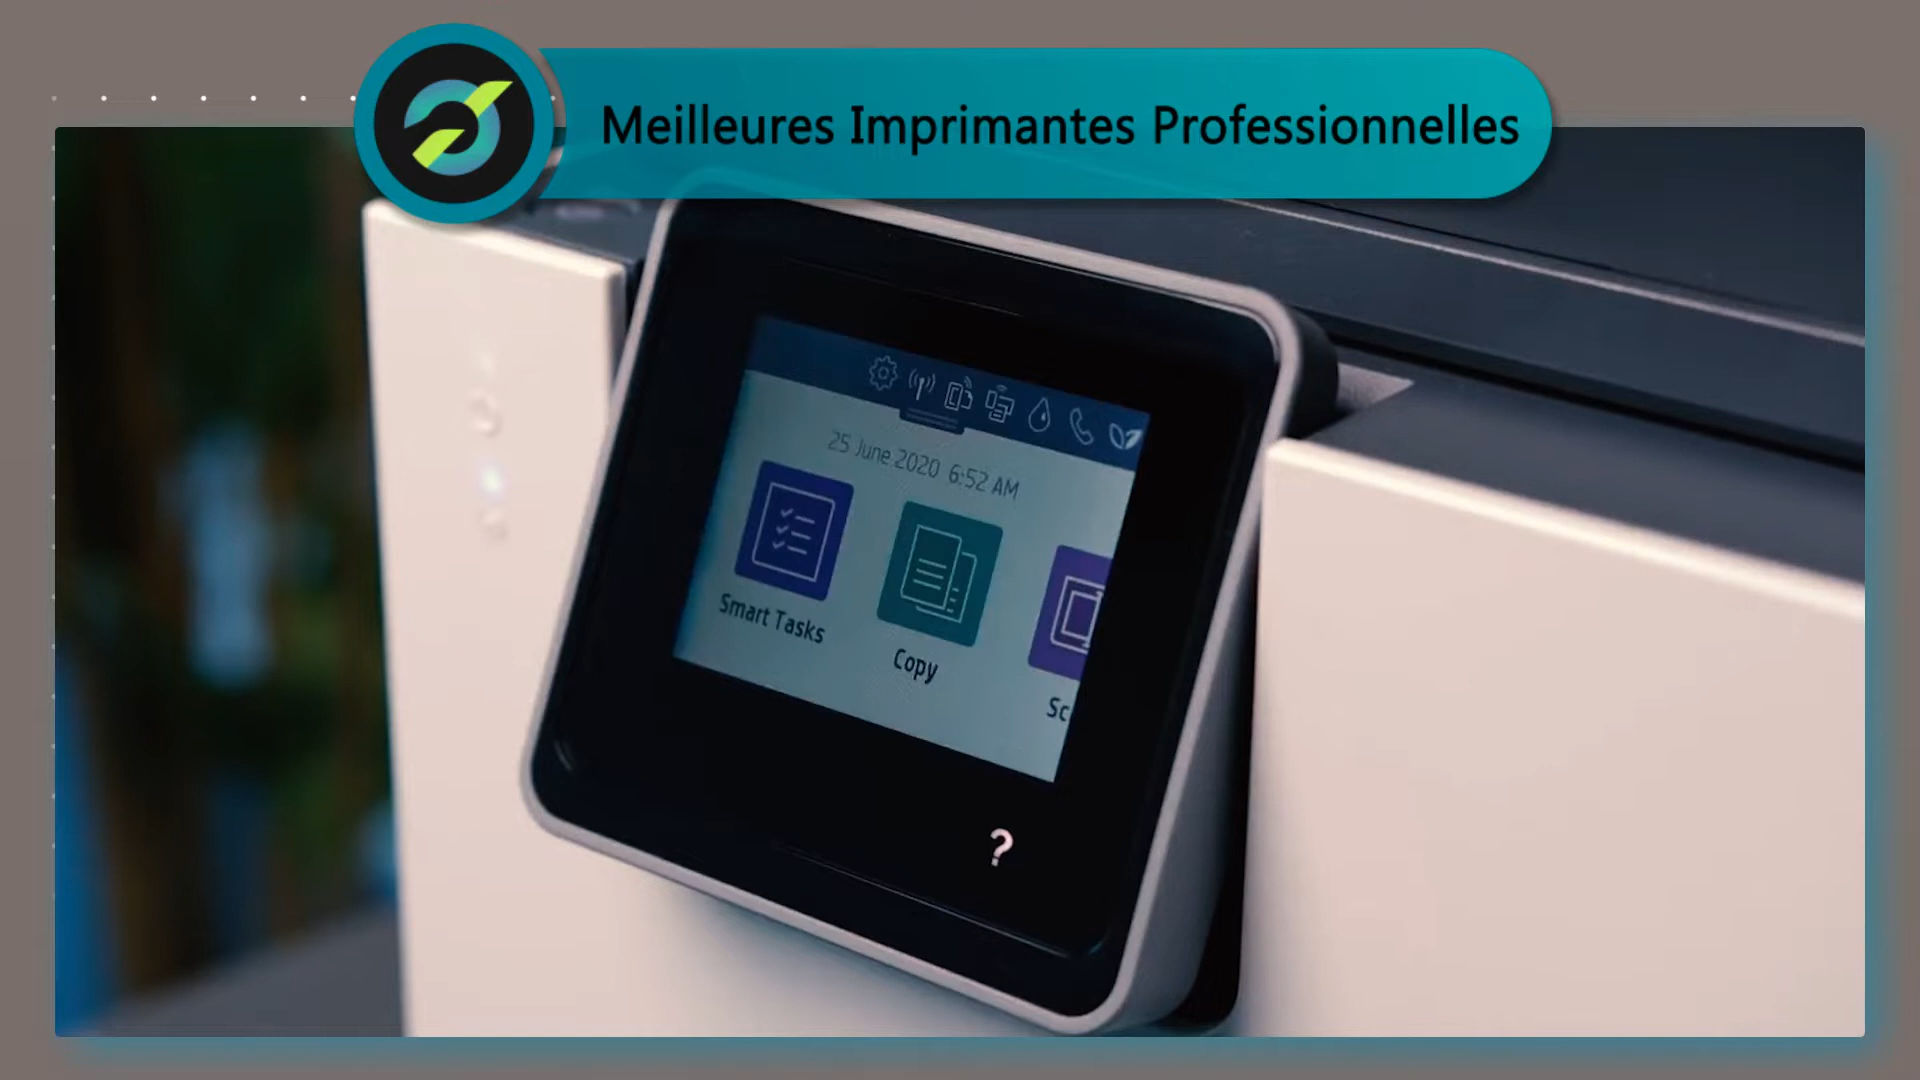 Meilleures Imprimantes Professionnelles
25 June 2020 6:52 AM
Smart Tasks
Copy
Sc
?